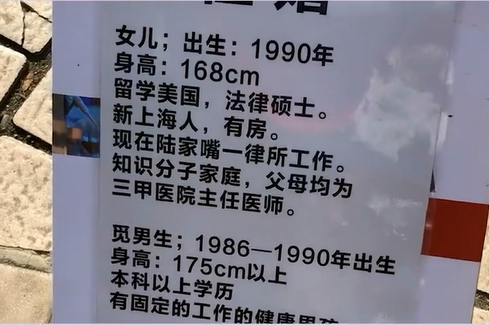 女儿；出生：1990年
身高：168cm
留学美国，法律硕士。
新上海人，有房。
现在陆家嘴一律所工作。
知识分子家庭，父母均为
三甲医院主任医师。
觅男生；1986—1990年出生
身高：175cm以上
本科以上学历
有固定的工作的健康男孩